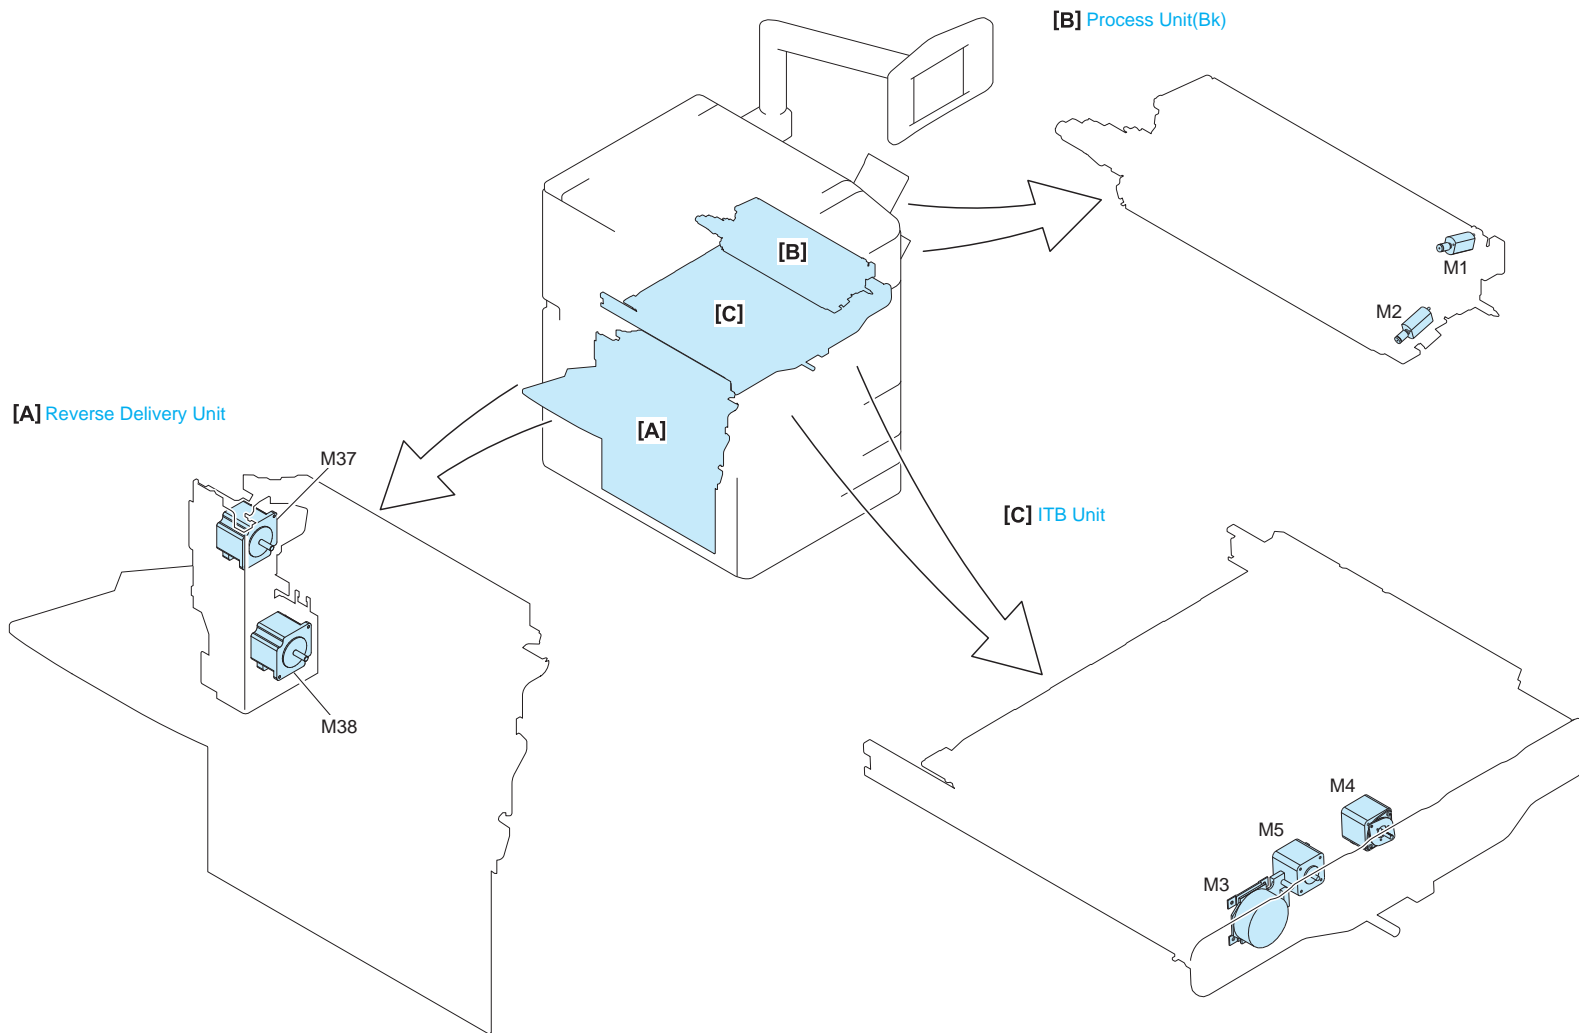 [B] Process Unit(Bk)
[B]
M1
[C]
M2
[A] Reverse Delivery Unit
[A]
M37
[C] ITB Unit
M38
M4
M5
M3